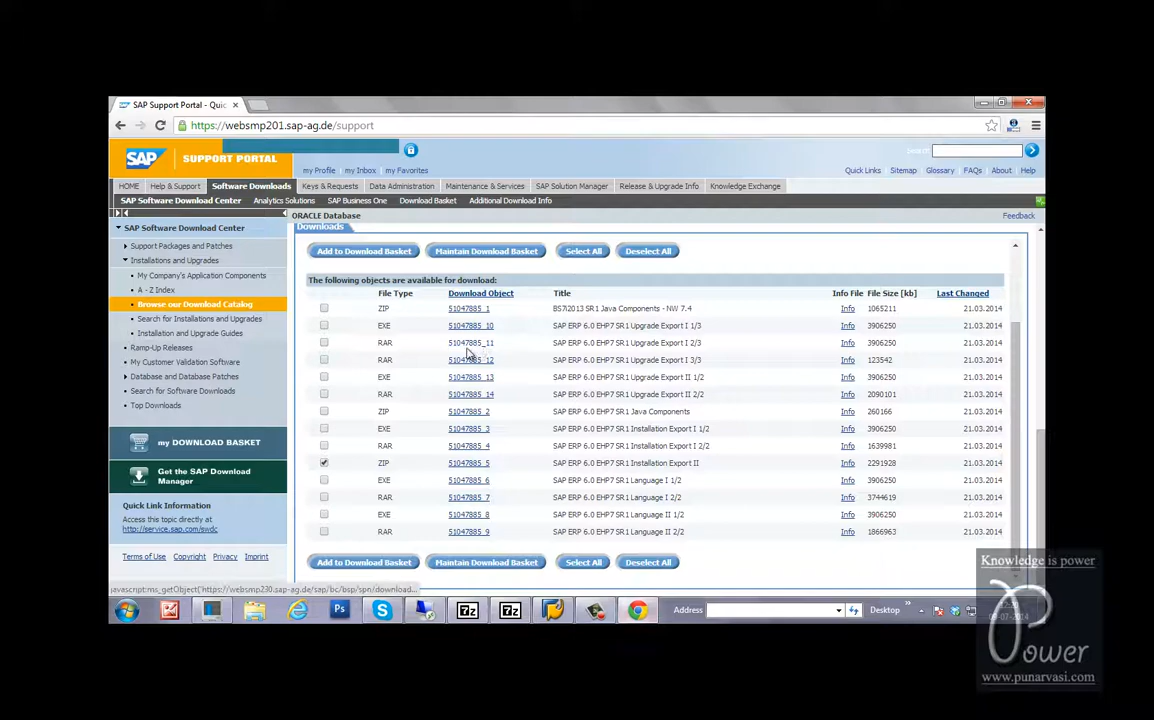 SAP Support Portal - Quic
https://websmp201.sap-ag.de/support
SAP SUPPORT PORTAL
my Profile my Inbox my Favorites
Search:
Quick Links Sitemap Glossary FAQs About Help
HOME Help & Support Software Downloads Keys & Requests Data Administration Maintenance & Services SAP Solution Manager Release & Upgrade Info Knowledge Exchange
SAP Software Download Center Analytics Solutions SAP Business One Download Basket Additional Download Info
ORACLE Database Feedback
SAP Software Download Center
Support Packages and Patches
Installations and Upgrades
My Company's Application Components
A - Z Index
Browse our Download Catalog
Search for Installations and Upgrades
Installation and Upgrade Guides
Ramp-Up Releases
My Customer Validation Software
Database and Database Patches
Search for Software Downloads
Top Downloads
my DOWNLOAD BASKET
Get the SAP Download
Manager
Quick Link Information
Access this topic directly at
http://service.sap.com/swdc
Terms of Use Copyright Privacy Imprint
Downloads
Add to Download Basket Maintain Download Basket Select All Deselect All
The following objects are available for download:
File Type Download Object Title Info File File Size [kb] Last Changed
ZIP 51047885_1 BS7i2013 SR1 Java Components - NW 7.4 Info 1065211 21.03.2014
EXE 51047885_10 SAP ERP 6.0 EHP7 SR1 Upgrade Export I 1/3 Info 3906250 21.03.2014
RAR 51047885_11 SAP ERP 6.0 EHP7 SR1 Upgrade Export I 2/3 Info 3906250 21.03.2014
RAR 51047885_12 SAP ERP 6.0 EHP7 SR1 Upgrade Export I 3/3 Info 123542 21.03.2014
EXE 51047885_13 SAP ERP 6.0 EHP7 SR1 Upgrade Export II 1/2 Info 3906250 21.03.2014
RAR 51047885_14 SAP ERP 6.0 EHP7 SR1 Upgrade Export II 2/2 Info 2090101 21.03.2014
ZIP 51047885_2 SAP ERP 6.0 EHP7 SR1 Java Components Info 260166 21.03.2014
EXE 51047885_3 SAP ERP 6.0 EHP7 SR1 Installation Export I 1/2 Info 3906250 21.03.2014
RAR 51047885_4 SAP ERP 6.0 EHP7 SR1 Installation Export I 2/2 Info 1639981 21.03.2014
ZIP 51047885_5 SAP ERP 6.0 EHP7 SR1 Installation Export II Info 2291928 21.03.2014
EXE 51047885_6 SAP ERP 6.0 EHP7 SR1 Language I 1/2 Info 3906250 21.03.2014
RAR 51047885_7 SAP ERP 6.0 EHP7 SR1 Language I 2/2 Info 3744619 21.03.2014
EXE 51047885_8 SAP ERP 6.0 EHP7 SR1 Language II 1/2 Info 3906250 21.03.2014
RAR 51047885_9 SAP ERP 6.0 EHP7 SR1 Language II 2/2 Info 1866963 21.03.2014
Add to Download Basket Maintain Download Basket Select All Deselect All
javascript:ms_getObject('https://websmp230.sap-ag.de/sap/bc/bsp/spn/download...
Ps 7z 7z
Address Desktop »
09-07-2014
Knowledge is power
Power
www.punarvasi.com